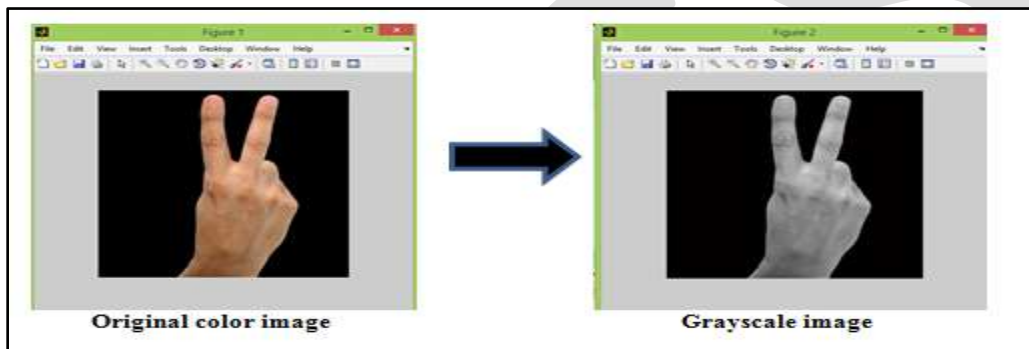 Figure 1
File Edit View Insert Tools Desktop Window Help
Figure 2
File Edit View Insert Tools Desktop Window Help
Original color image
Grayscale image